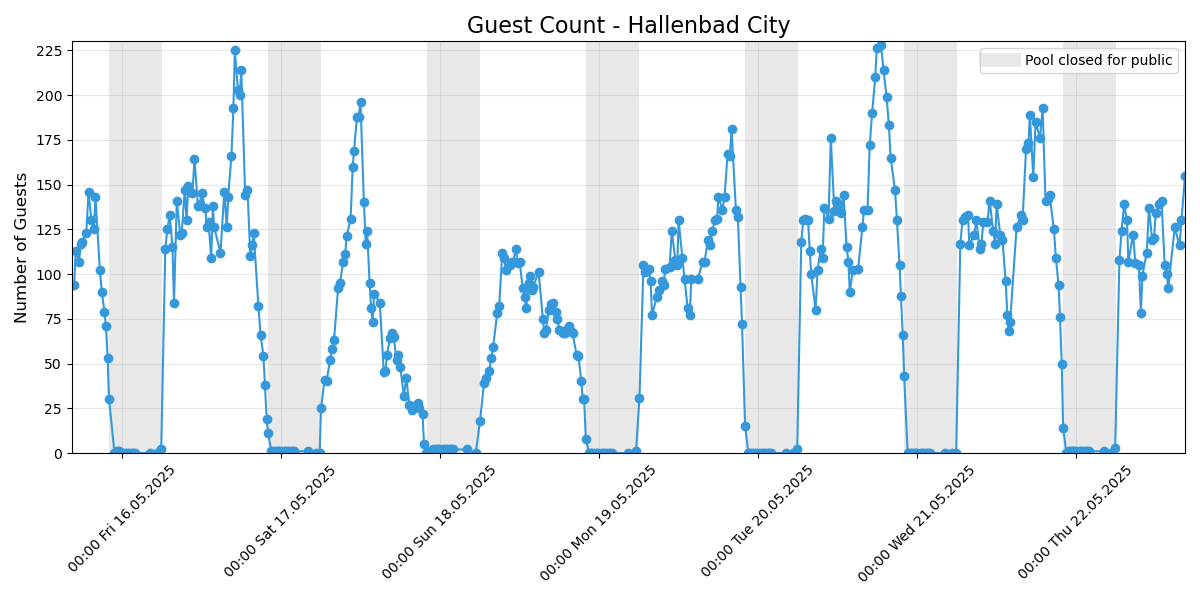 Guest Count - Hallenbad City
Pool closed for public
Number of Guests
225
200
175
150
125
100
75
50
25
0
00:00 Fri 16.05.2025
00:00 Sat 17.05.2025
00:00 Sun 18.05.2025
00:00 Mon 19.05.2025
00:00 Tue 20.05.2025
00:00 Wed 21.05.2025
00:00 Thu 22.05.2025